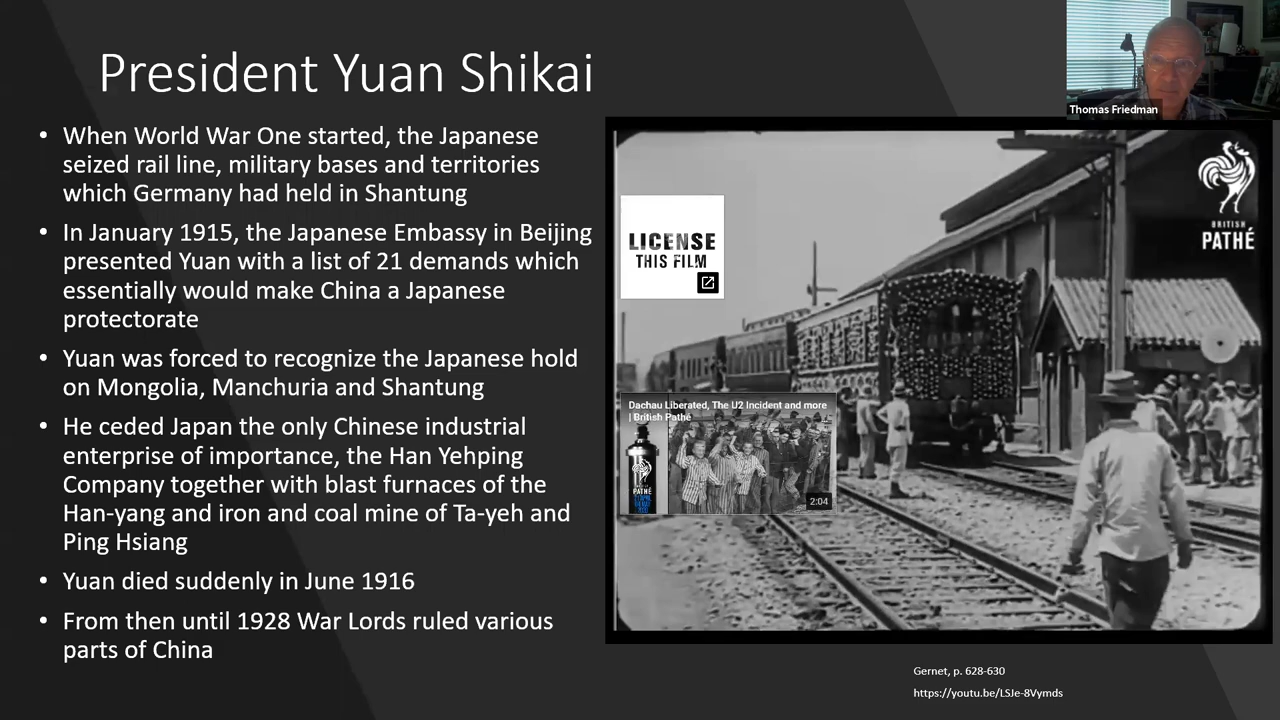 President Yuan Shikai
• When World War One started, the Japanese
seized rail line, military bases and territories
which Germany had held in Shantung
• In January 1915, the Japanese Embassy in Beijing
presented Yuan with a list of 21 demands which
essentially would make China a Japanese
protectorate
• Yuan was forced to recognize the Japanese hold
on Mongolia, Manchuria and Shantung
• He ceded Japan the only Chinese industrial
enterprise of importance, the Han Yehping
Company together with blast furnaces of the
Han-yang and iron and coal mine of Ta-yeh and
Ping Hsiang
• Yuan died suddenly in June 1916
• From then until 1928 War Lords ruled various
parts of China
Thomas Friedman
BRITISH
PATHÉ
LICENSE
THIS FILM
Dachau Liberated, The U2 Incident and more
| British Pathé
PATHÉ
2:04
Gernet, p. 628-630
https://youtu.be/LSJe-8Vymds